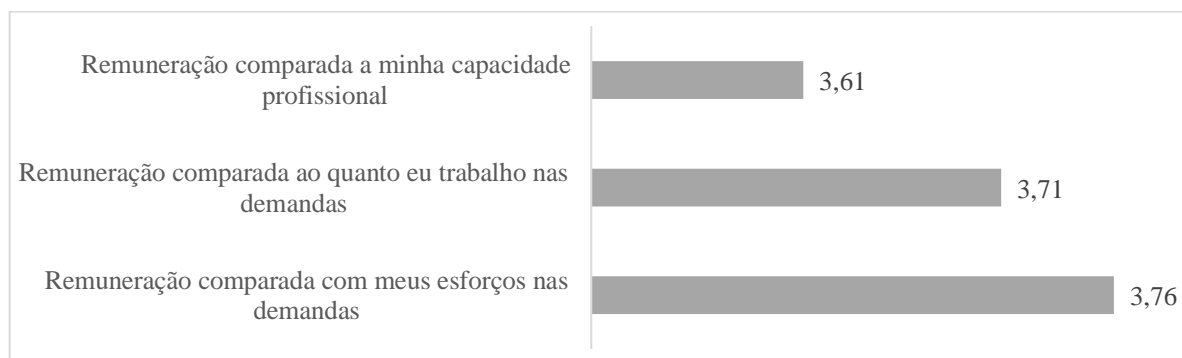 Remuneração comparada a minha capacidade
profissional
3,61
Remuneração comparada ao quanto eu trabalho nas
demandas
3,71
Remuneração comparada com meus esforços nas
demandas
3,76